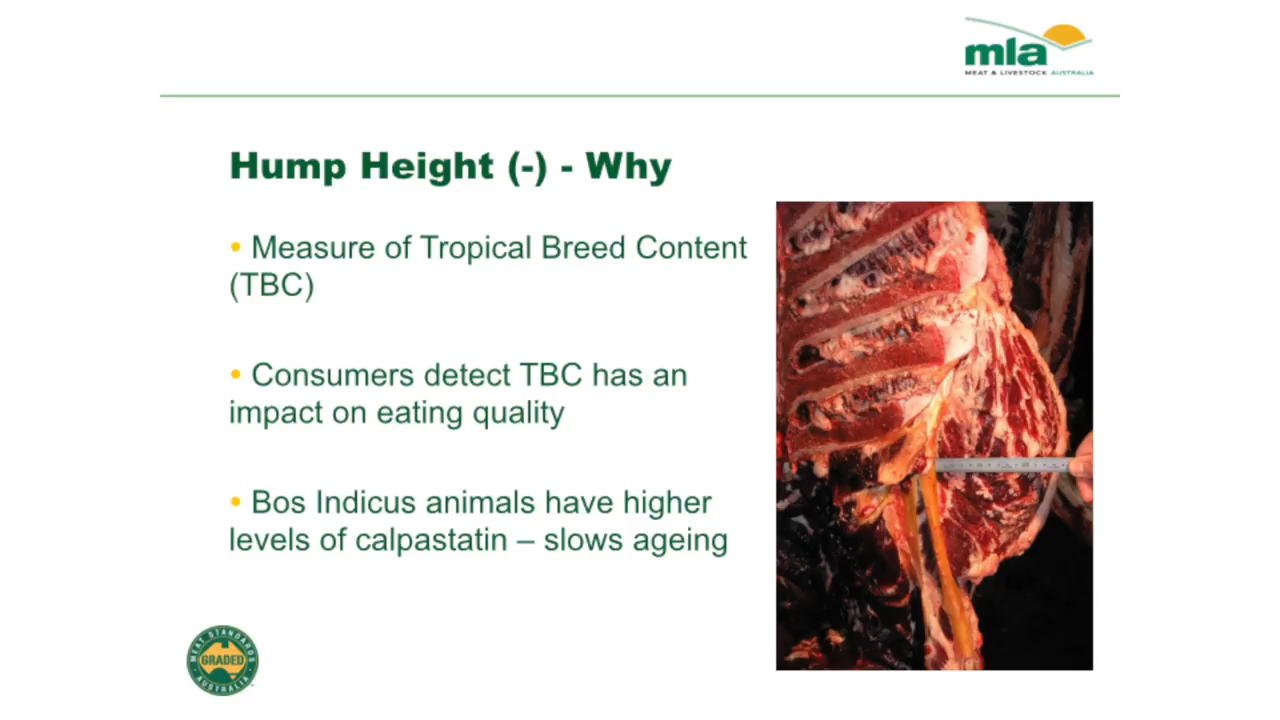 mla
MEAT & LIVESTOCK AUSTRALIA
Hump Height (-) - Why
• Measure of Tropical Breed Content
(TBC)
• Consumers detect TBC has an
impact on eating quality
• Bos Indicus animals have higher
levels of calpastatin – slows ageing
MEAT STANDARDS
GRADED
AUSTRALIA